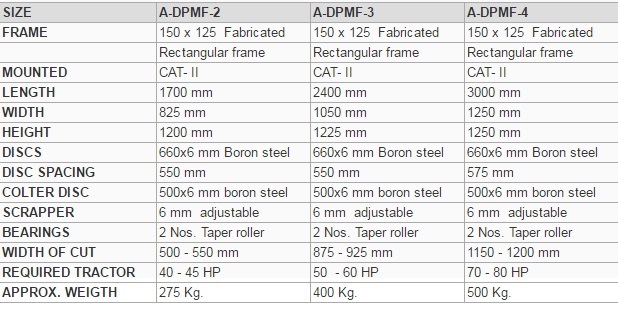 SIZE A-DPMF-2 A-DPMF-3 A-DPMF-4
FRAME 150 x 125 Fabricated 150 x 125 Fabricated 150 x 125 Fabricated
Rectangular frame Rectangular frame Rectangular frame
MOUNTED CAT- II CAT- II CAT- II
LENGTH 1700 mm 2400 mm 3000 mm
WIDTH 825 mm 1050 mm 1250 mm
HEIGHT 1200 mm 1225 mm 1250 mm
DISCS 660x6 mm Boron steel 660x6 mm Boron steel 660x6 mm Boron steel
DISC SPACING 550 mm 550 mm 575 mm
COLTER DISC 500x6 mm boron steel 500x6 mm boron steel 500x6 mm boron steel
SCRAPPER 6 mm adjustable 6 mm adjustable 6 mm adjustable
BEARINGS 2 Nos. Taper roller 2 Nos. Taper roller 2 Nos. Taper roller
WIDTH OF CUT 500 - 550 mm 875 - 925 mm 1150 - 1200 mm
REQUIRED TRACTOR 40 - 45 HP 50 - 60 HP 70 - 80 HP
APPROX. WEIGTH 275 Kg. 400 Kg. 500 Kg.